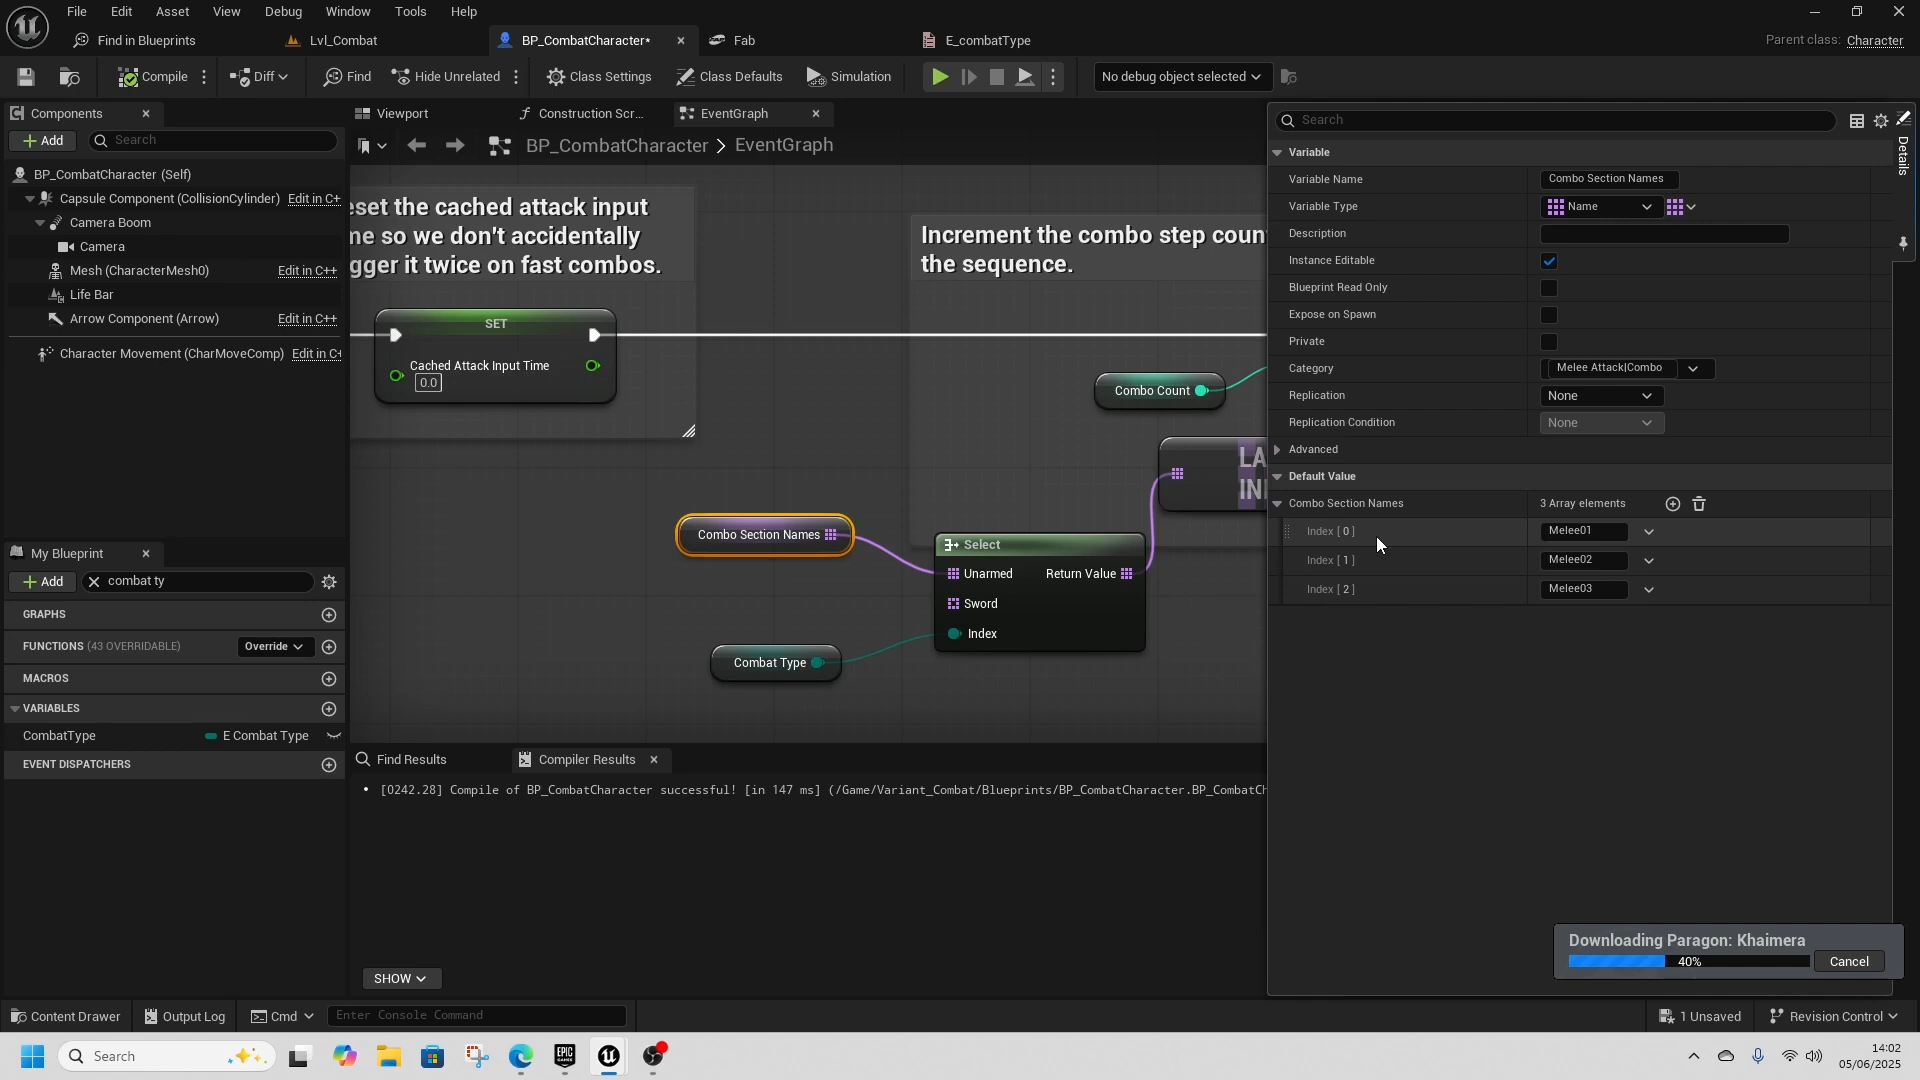 File Edit Asset View Debug Window Tools Help
Find in Blueprints Lvl_Combat BP_CombatCharacter* Fab E_combatType Parent class: Character
Compile Diff Find Hide Unrelated Class Settings Class Defaults Simulation No debug object selected
Components Viewport Construction Scr... EventGraph
Add Search BP_CombatCharacter > EventGraph
BP_CombatCharacter (Self)
Capsule Component (CollisionCylinder) Edit in C+
Camera Boom
Camera
Mesh (CharacterMesh0) Edit in C++
Life Bar
Arrow Component (Arrow) Edit in C++
Character Movement (CharMoveComp) Edit in C+
My Blueprint
Add combat ty
GRAPHS
FUNCTIONS (43 OVERRIDABLE) Override
MACROS
VARIABLES
CombatType E Combat Type
EVENT DISPATCHERS
eset the cached attack input
me so we don't accidentally
gger it twice on fast combos.
SET
Cached Attack Input Time
0.0
Increment the combo step coun
the sequence.
Combo Count
LA
IN
Combo Section Names
Select
Unarmed Return Value
Sword
Index
Combat Type
Find Results Compiler Results
• [0242.28] Compile of BP_CombatCharacter successful! [in 147 ms] (/Game/Variant_Combat/Blueprints/BP_CombatCharacter.BP_CombatCh
SHOW
Search
Details
Variable
Variable Name Combo Section Names
Variable Type Name
Description
Instance Editable
Blueprint Read Only
Expose on Spawn
Private
Category Melee Attack|Combo
Replication None
Replication Condition None
Advanced
Default Value
Combo Section Names 3 Array elements
Index [ 0 ] Melee01
Index [ 1 ] Melee02
Index [ 2 ] Melee03
Downloading Paragon: Khaimera
40% Cancel
Content Drawer Output Log Cmd Enter Console Command 1 Unsaved Revision Control
Search EPIC GAMES 14:02
05/06/2025